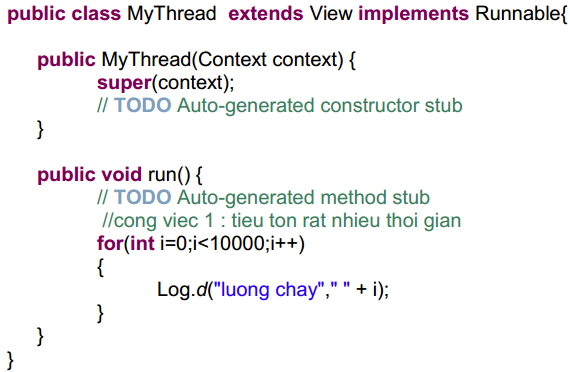 public class MyThread  extends View implements Runnable{
public MyThread(Context context) {
super(context);
// TODO Auto-generated constructor stub
}
public void run() {
// TODO Auto-generated method stub
//cong viec 1 : tieu ton rat nhieu thoi gian
for(int i=0;i<10000;i++)
{
Log.d("luong chay"," " + i);
}
}
}